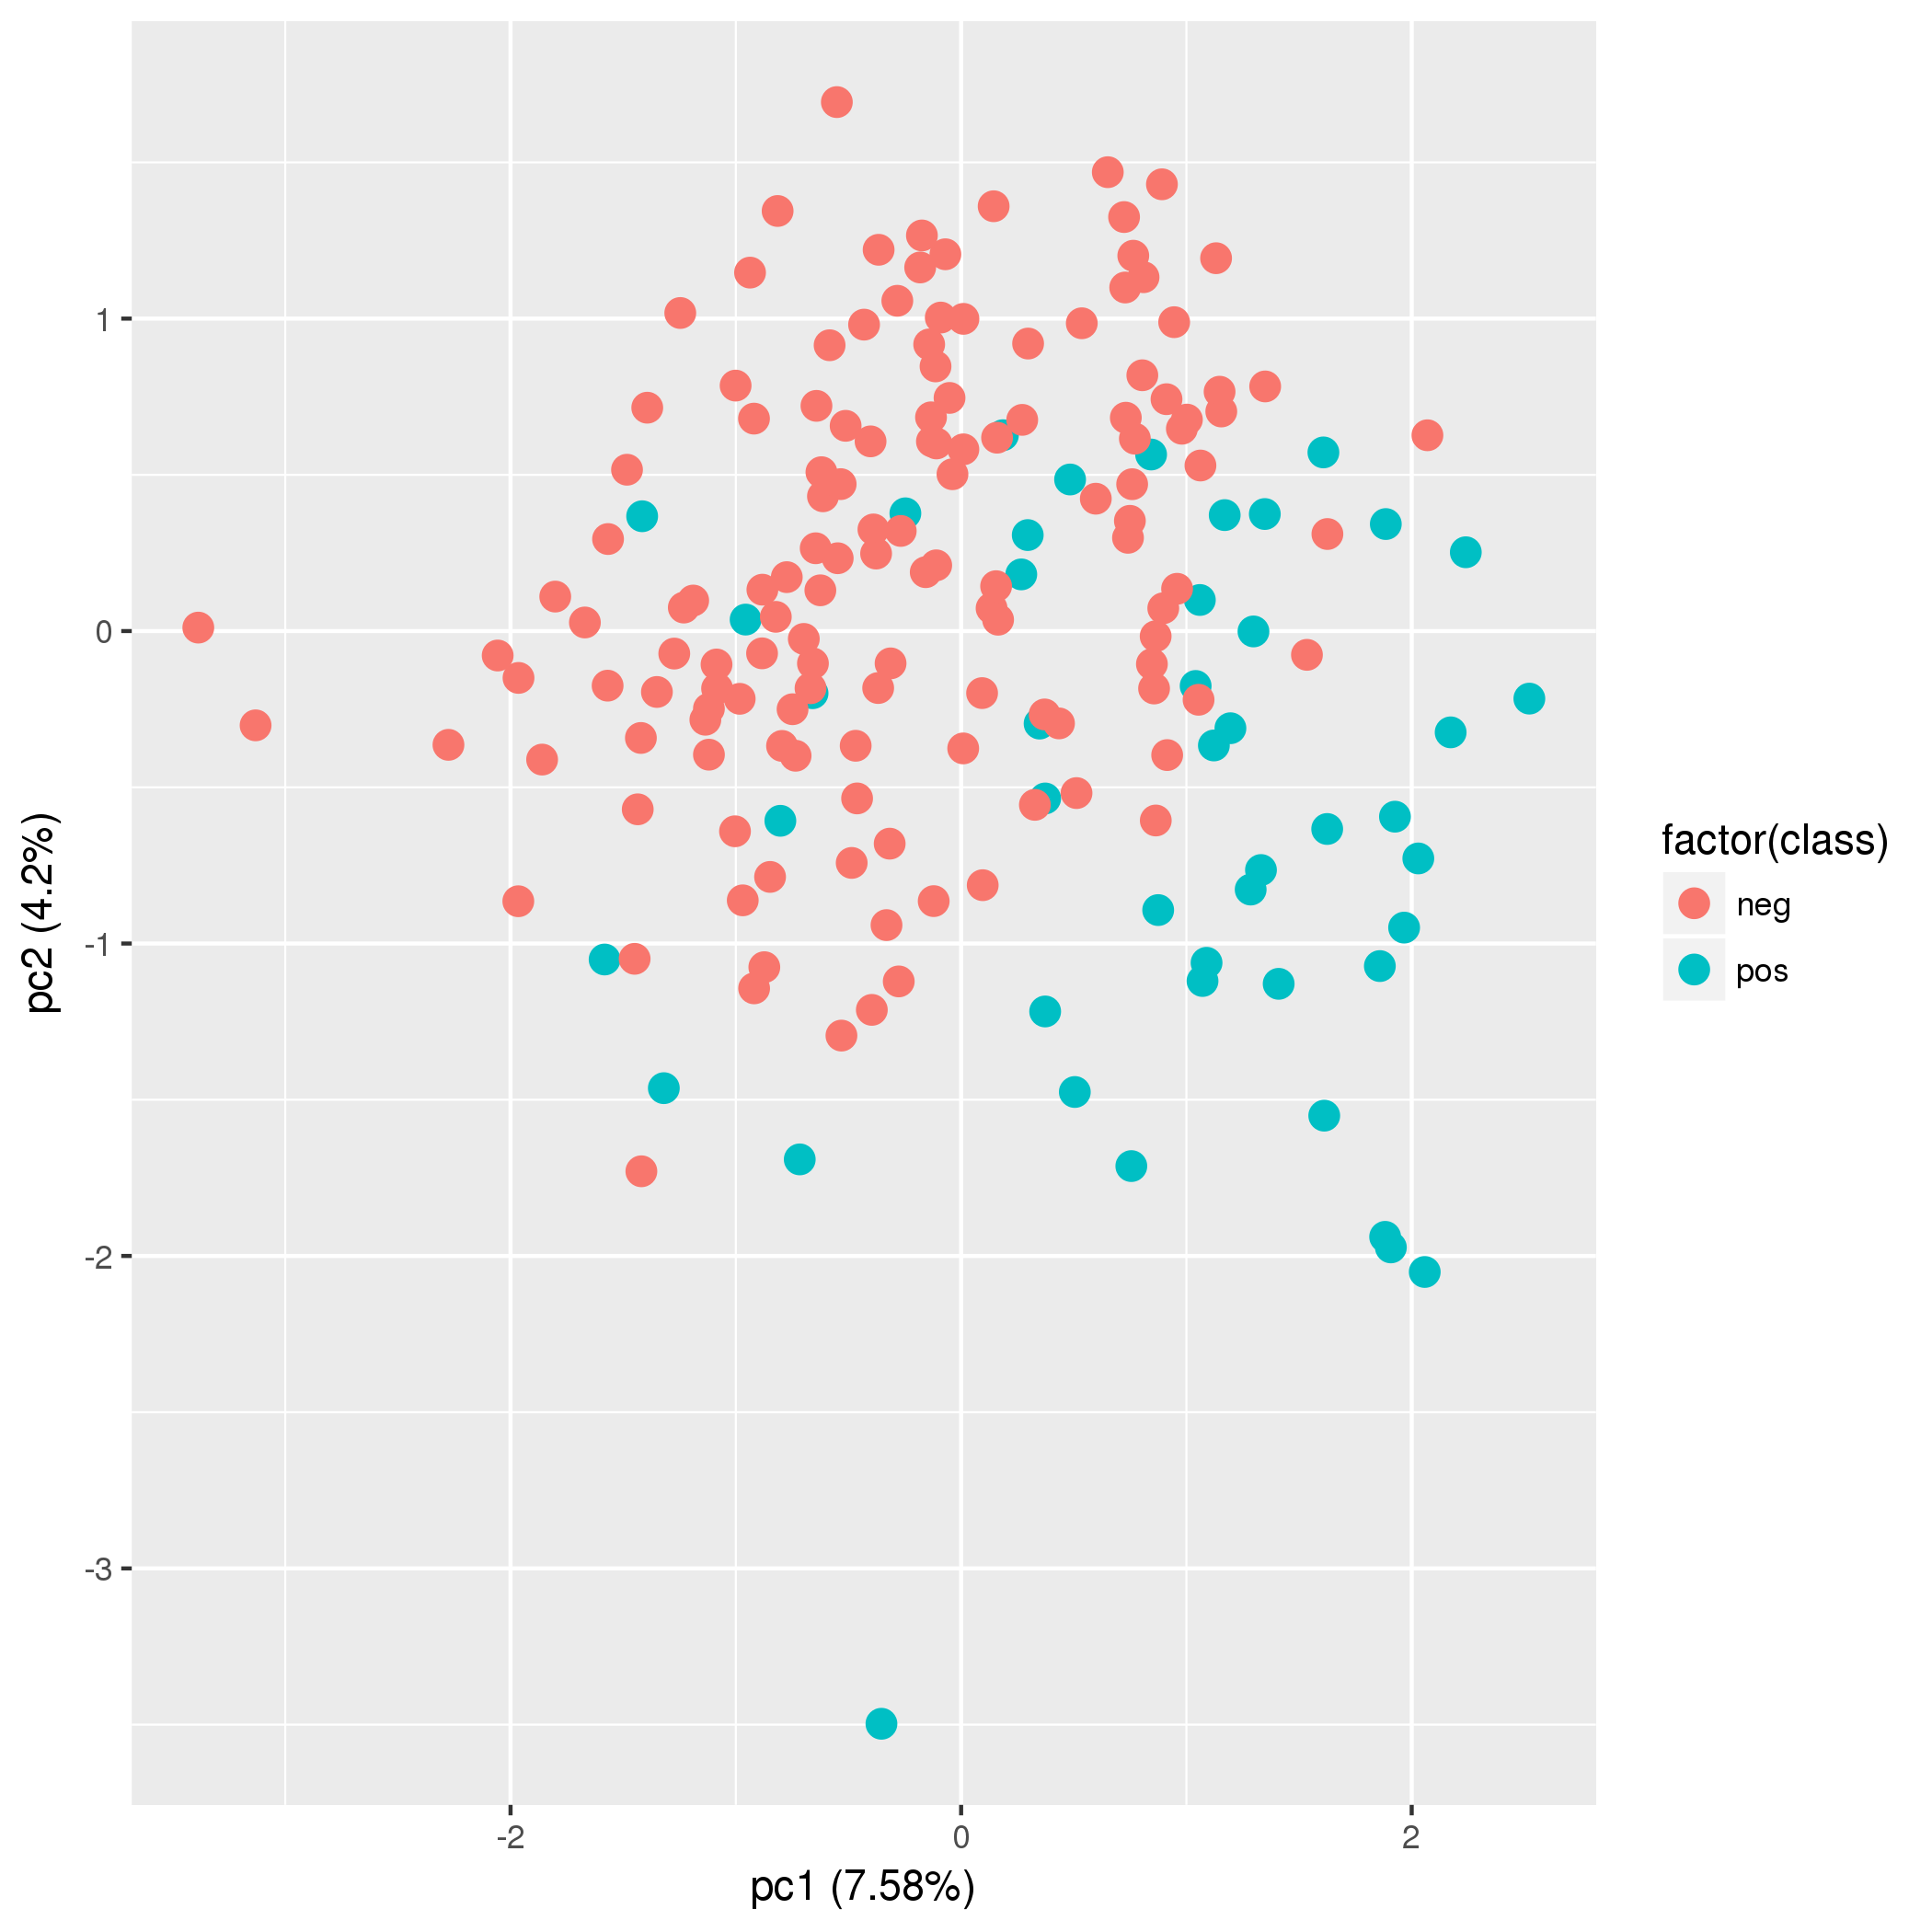 1
0
-1
-2
-3
pc2 (4.2%)
-2
0
2
pc1 (7.58%)
factor(class)
neg
pos